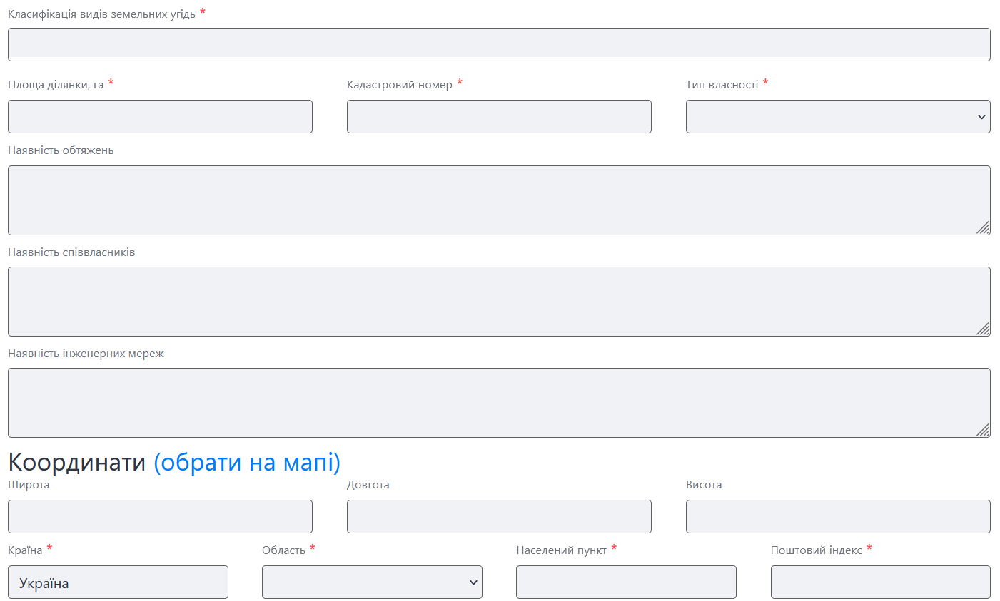 Класифікація видів земельних угідь *
Площа ділянки, га * Кадастровий номер * Тип власності *
Наявність обтяжень
Наявність співвласників
Наявність інженерних мереж
Координати (обрати на мапі)
Широта Довгота Висота
Країна * Область * Населений пункт * Поштовий індекс *
Україна